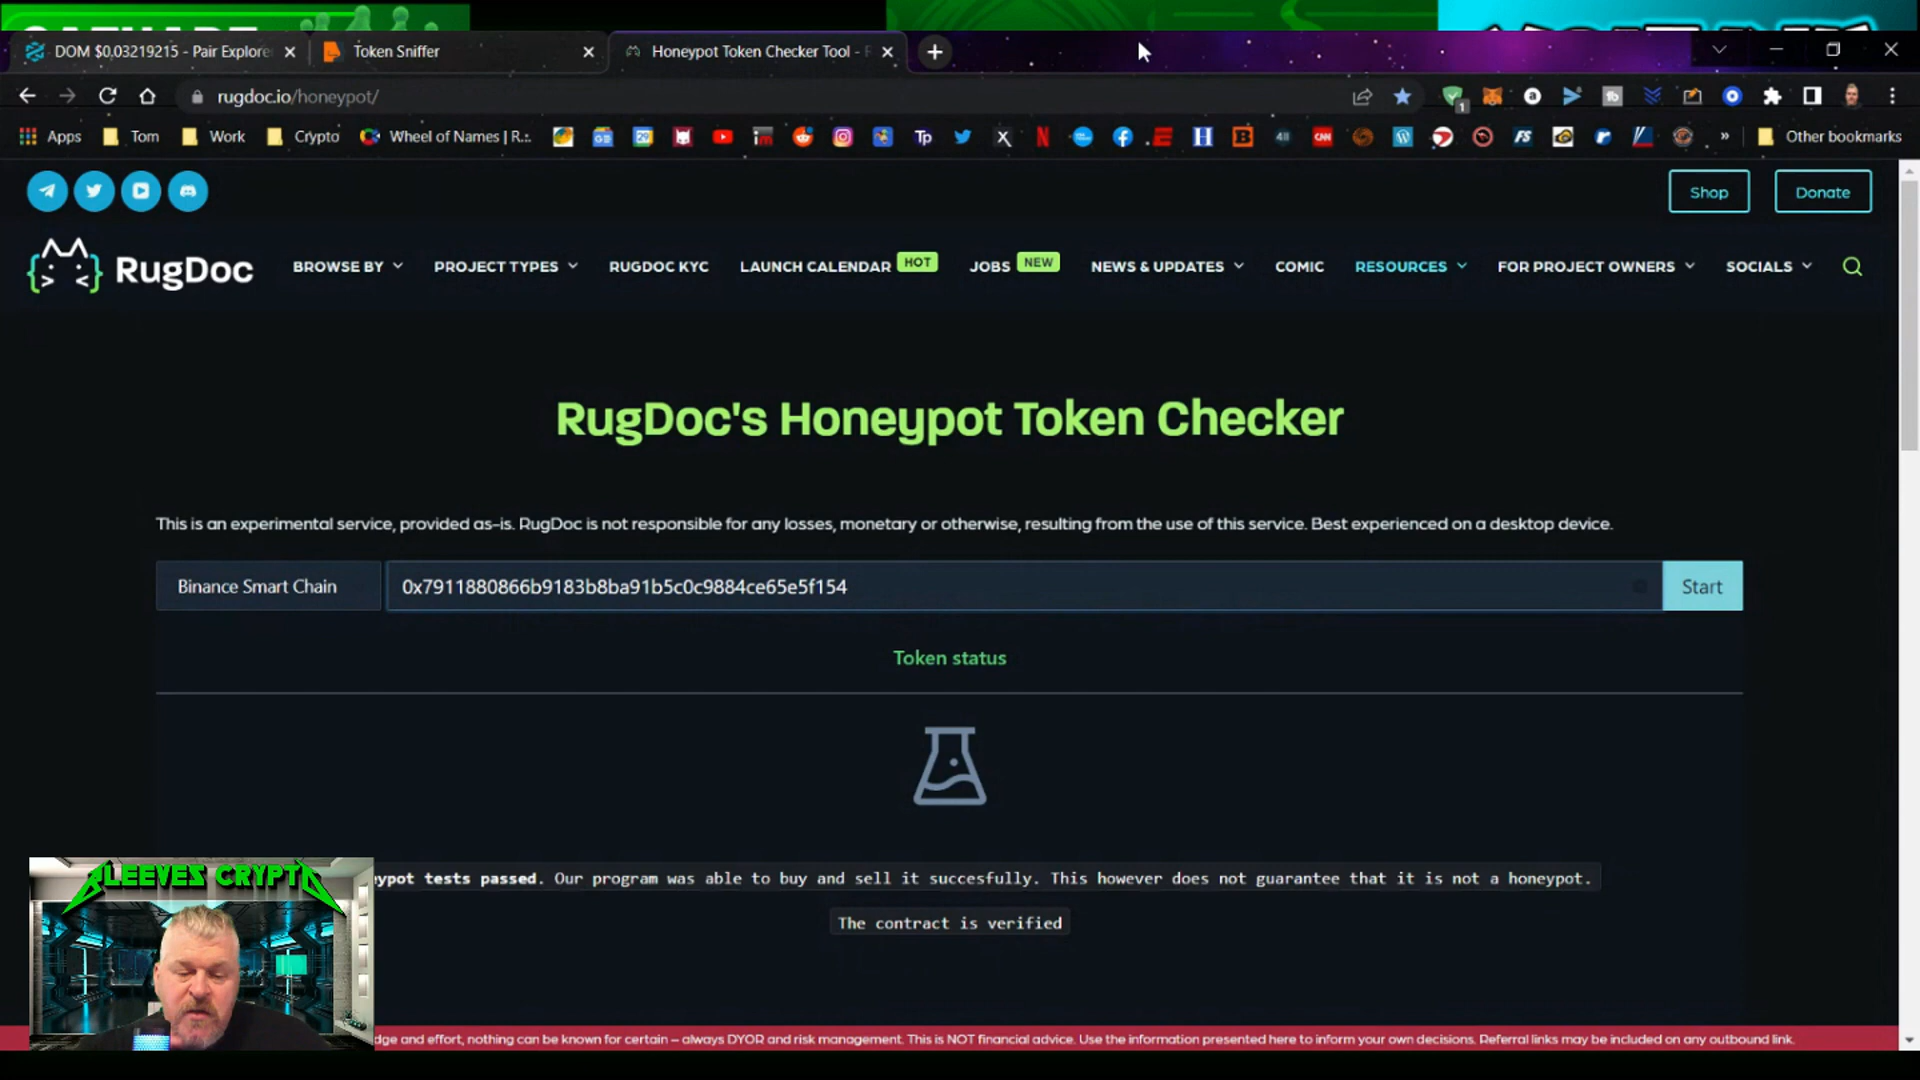 DOM $0,03219215 - Pair Explore
Token Sniffer
Honeypot Token Checker Tool -
rugdoc.io/honeypot/
1
Apps
Tom
Work
Crypto
Wheel of Names | R...
Tp
CNN
FS
»
Other bookmarks
Shop
Donate
RugDoc
BROWSE BY
PROJECT TYPES
RUGDOC KYC
LAUNCH CALENDAR HOT
JOBS NEW
NEWS & UPDATES
COMIC
RESOURCES
FOR PROJECT OWNERS
SOCIALS
RugDoc's Honeypot Token Checker
This is an experimental service, provided as-is. RugDoc is not responsible for any losses, monetary or otherwise, resulting from the use of this service. Best experienced on a desktop device.
Binance Smart Chain
0x7911880866b9183b8ba91b5c0c9884ce65e5f154
Start
Token status
ypot tests passed. Our program was able to buy and sell it succesfully. This however does not guarantee that it is not a honeypot.
The contract is verified
BLEEVES CRYPTO
dge and effort, nothing can be known for certain – always DYOR and risk management. This is NOT financial advice. Use the information presented here to inform your own decisions. Referral links may be included on any outbound link.